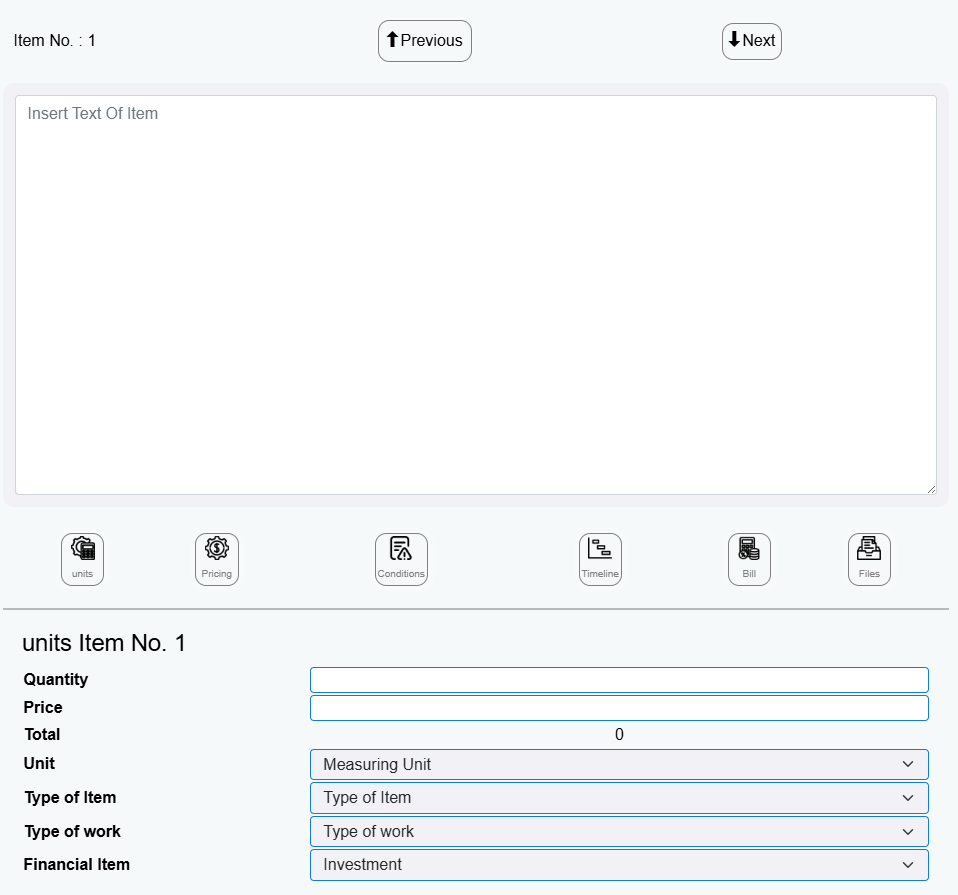 Item No. : 1
Previous
Next
Insert Text Of Item
units
Pricing
Conditions
Timeline
Bill
Files
units Item No. 1
Quantity
Price
Total 0
Unit Measuring Unit
Type of Item Type of Item
Type of work Type of work
Financial Item Investment